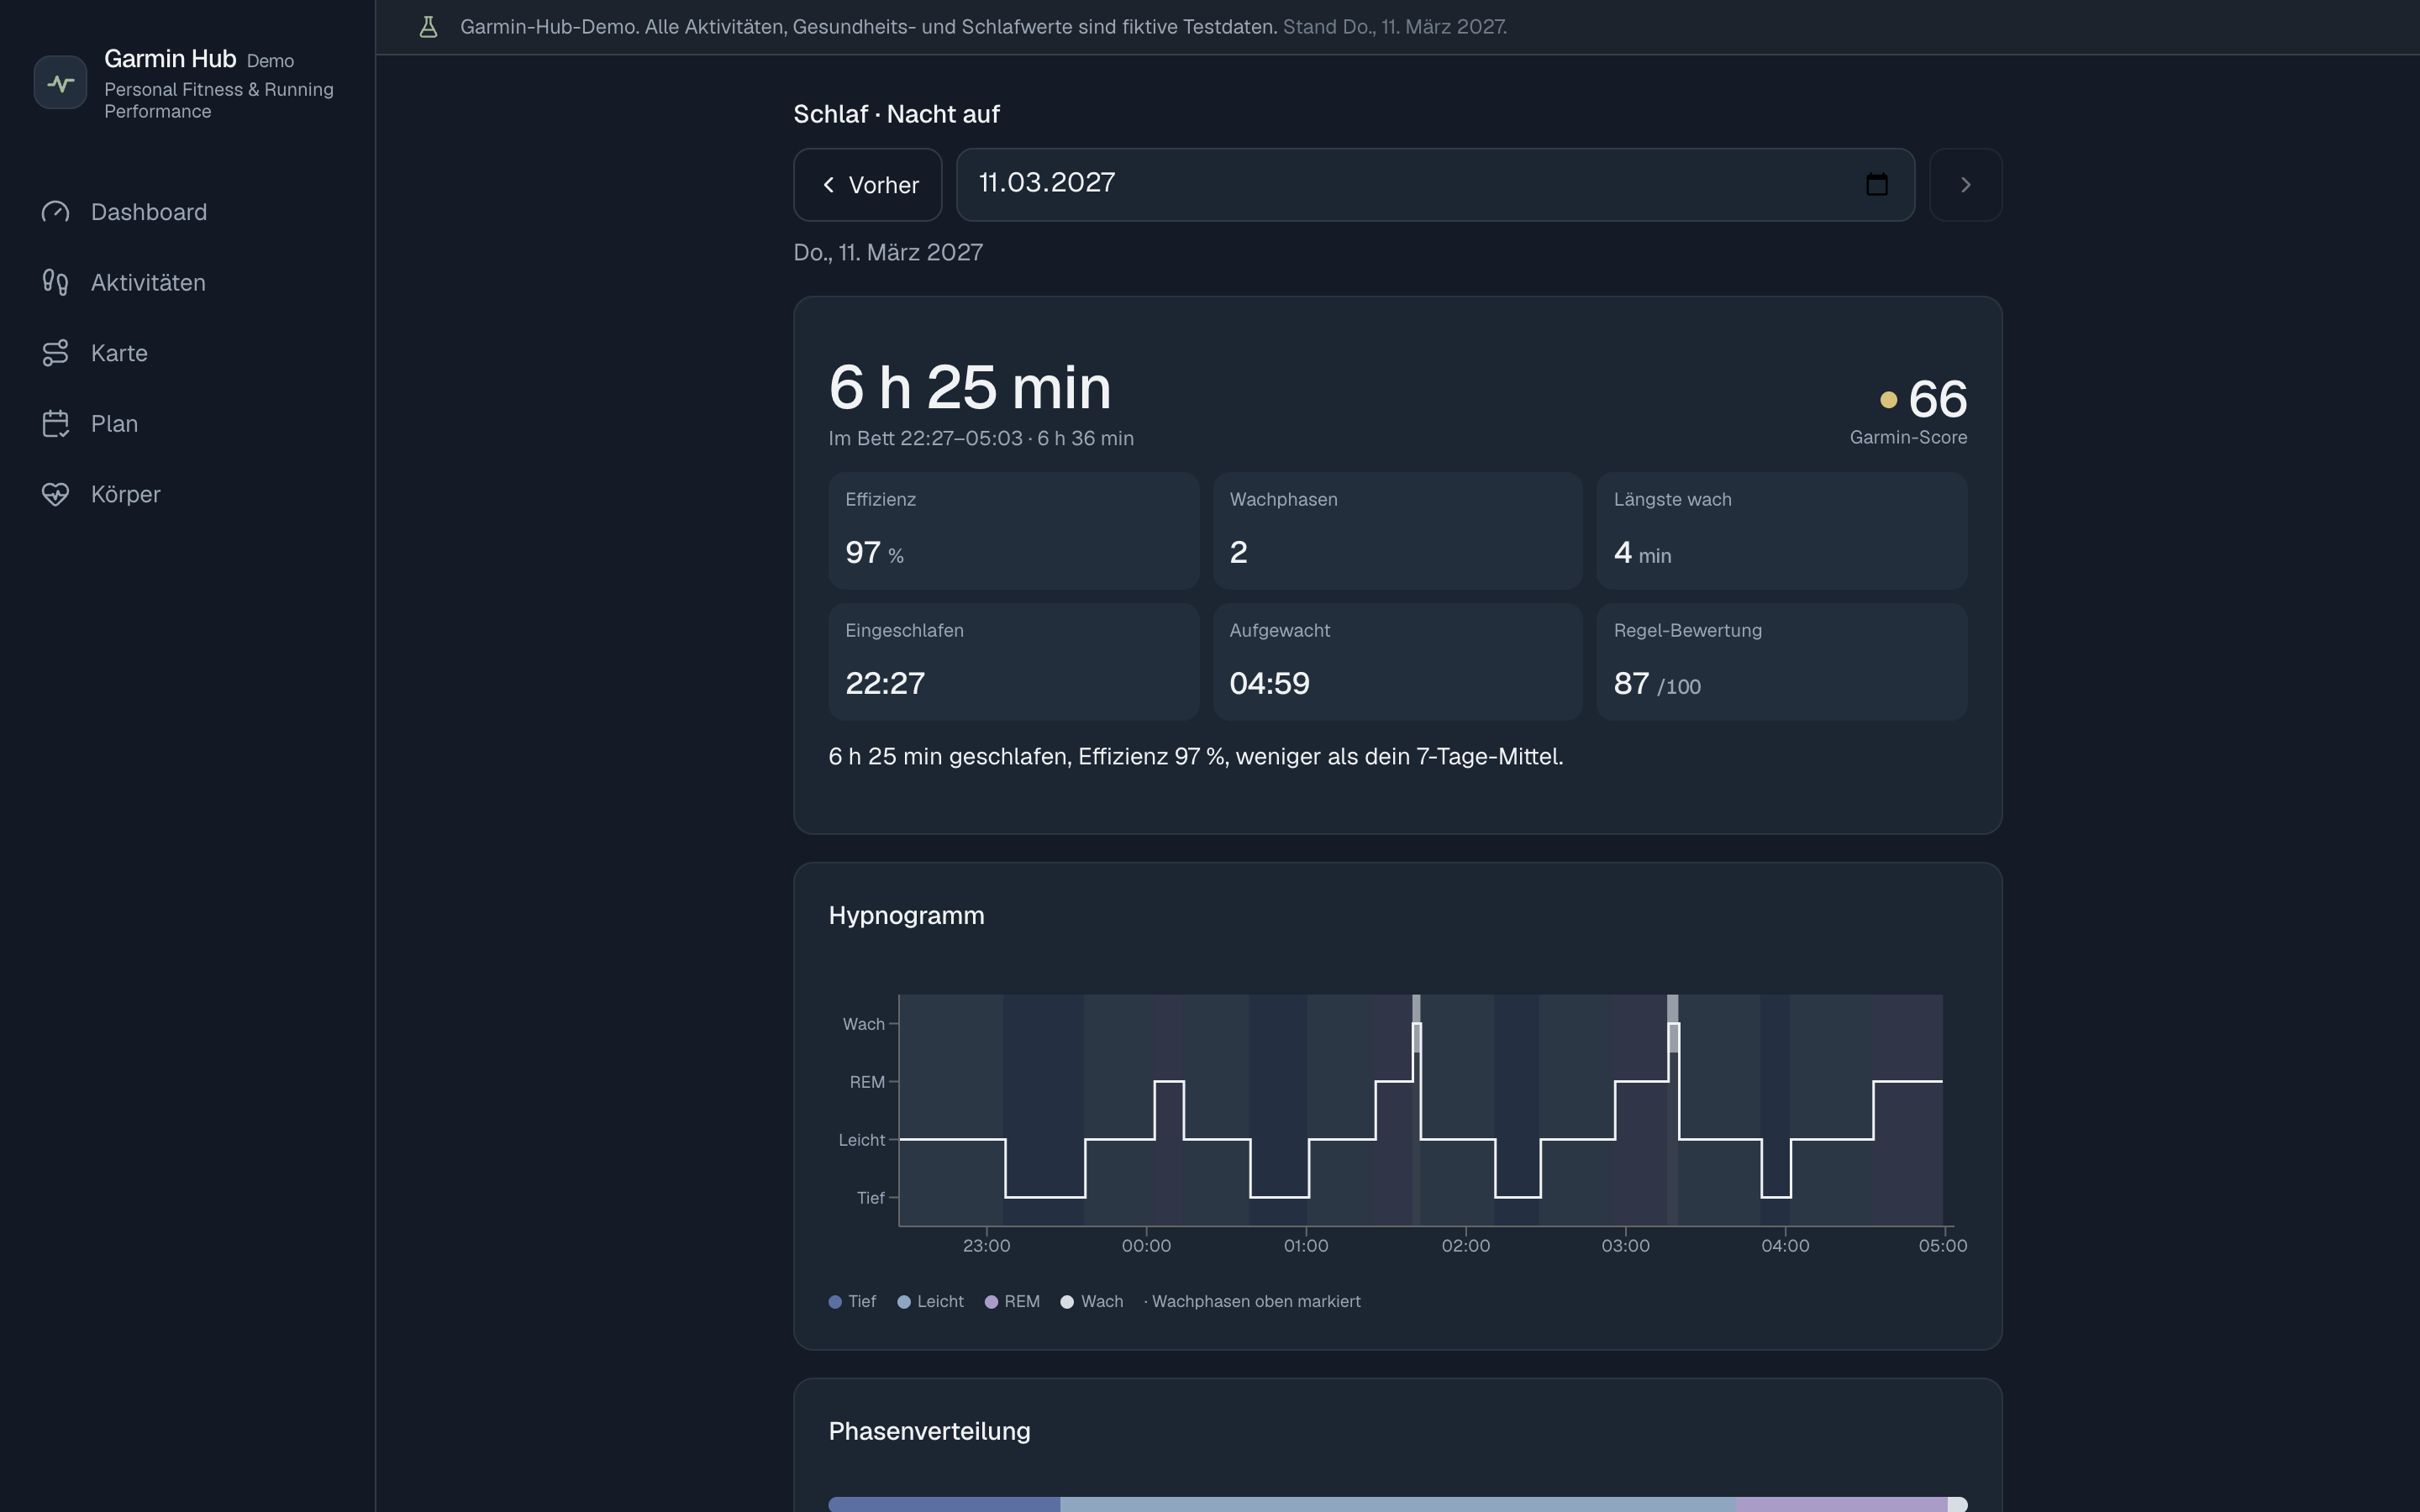 Garmin Hub Demo
Personal Fitness & Running
Performance
Dashboard
Aktivitäten
Karte
Plan
Körper
Garmin-Hub-Demo. Alle Aktivitäten, Gesundheits- und Schlafwerte sind fiktive Testdaten. Stand Do., 11. März 2027.
Schlaf · Nacht auf
Vorher
11.03.2027
Do., 11. März 2027
6 h 25 min
66
Im Bett 22:27–05:03 · 6 h 36 min
Garmin-Score
Effizienz
97 %
Wachphasen
2
Längste wach
4 min
Eingeschlafen
22:27
Aufgewacht
04:59
Regel-Bewertung
87 /100
6 h 25 min geschlafen, Effizienz 97 %, weniger als dein 7-Tage-Mittel.
Hypnogramm
Wach
REM
Leicht
Tief
23:00 00:00 01:00 02:00 03:00 04:00 05:00
Tief Leicht REM Wach · Wachphasen oben markiert
Phasenverteilung